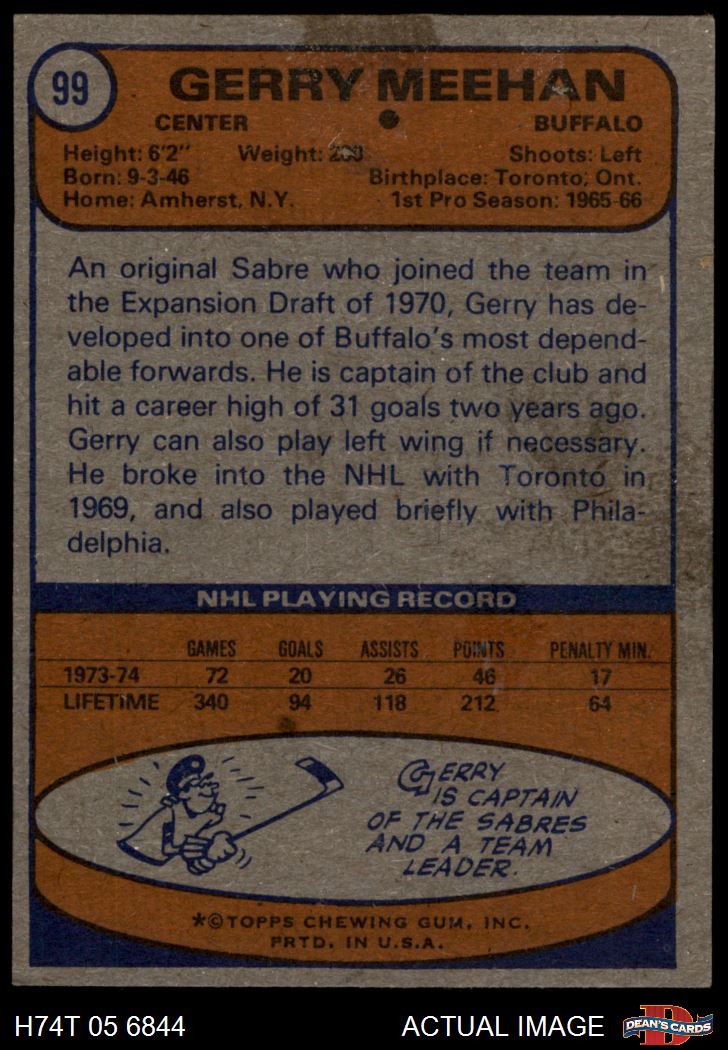 99
GERRY MEEHAN
CENTER BUFFALO
Height: 6'2" Weight: 200 Shoots: Left
Born: 9-3-46 Birthplace: Toronto, Ont.
Home: Amherst, N.Y. 1st Pro Season: 1965-66
An original Sabre who joined the team in
the Expansion Draft of 1970, Gerry has de-
veloped into one of Buffalo's most depend-
able forwards. He is captain of the club and
hit a career high of 31 goals two years ago.
Gerry can also play left wing if necessary.
He broke into the NHL with Toronto in
1969, and also played briefly with Phila-
delphia.
NHL PLAYING RECORD
GAMES GOALS ASSISTS POINTS PENALTY MIN.
1973-74 72 20 26 46 17
LIFETIME 340 94 118 212 64
GERRY
IS CAPTAIN
OF THE SABRES
AND A TEAM
LEADER.
*©TOPPS CHEWING GUM, INC.
PRTD. IN U.S.A.
H74T 05 6844 ACTUAL IMAGE DEAN'S CARDS